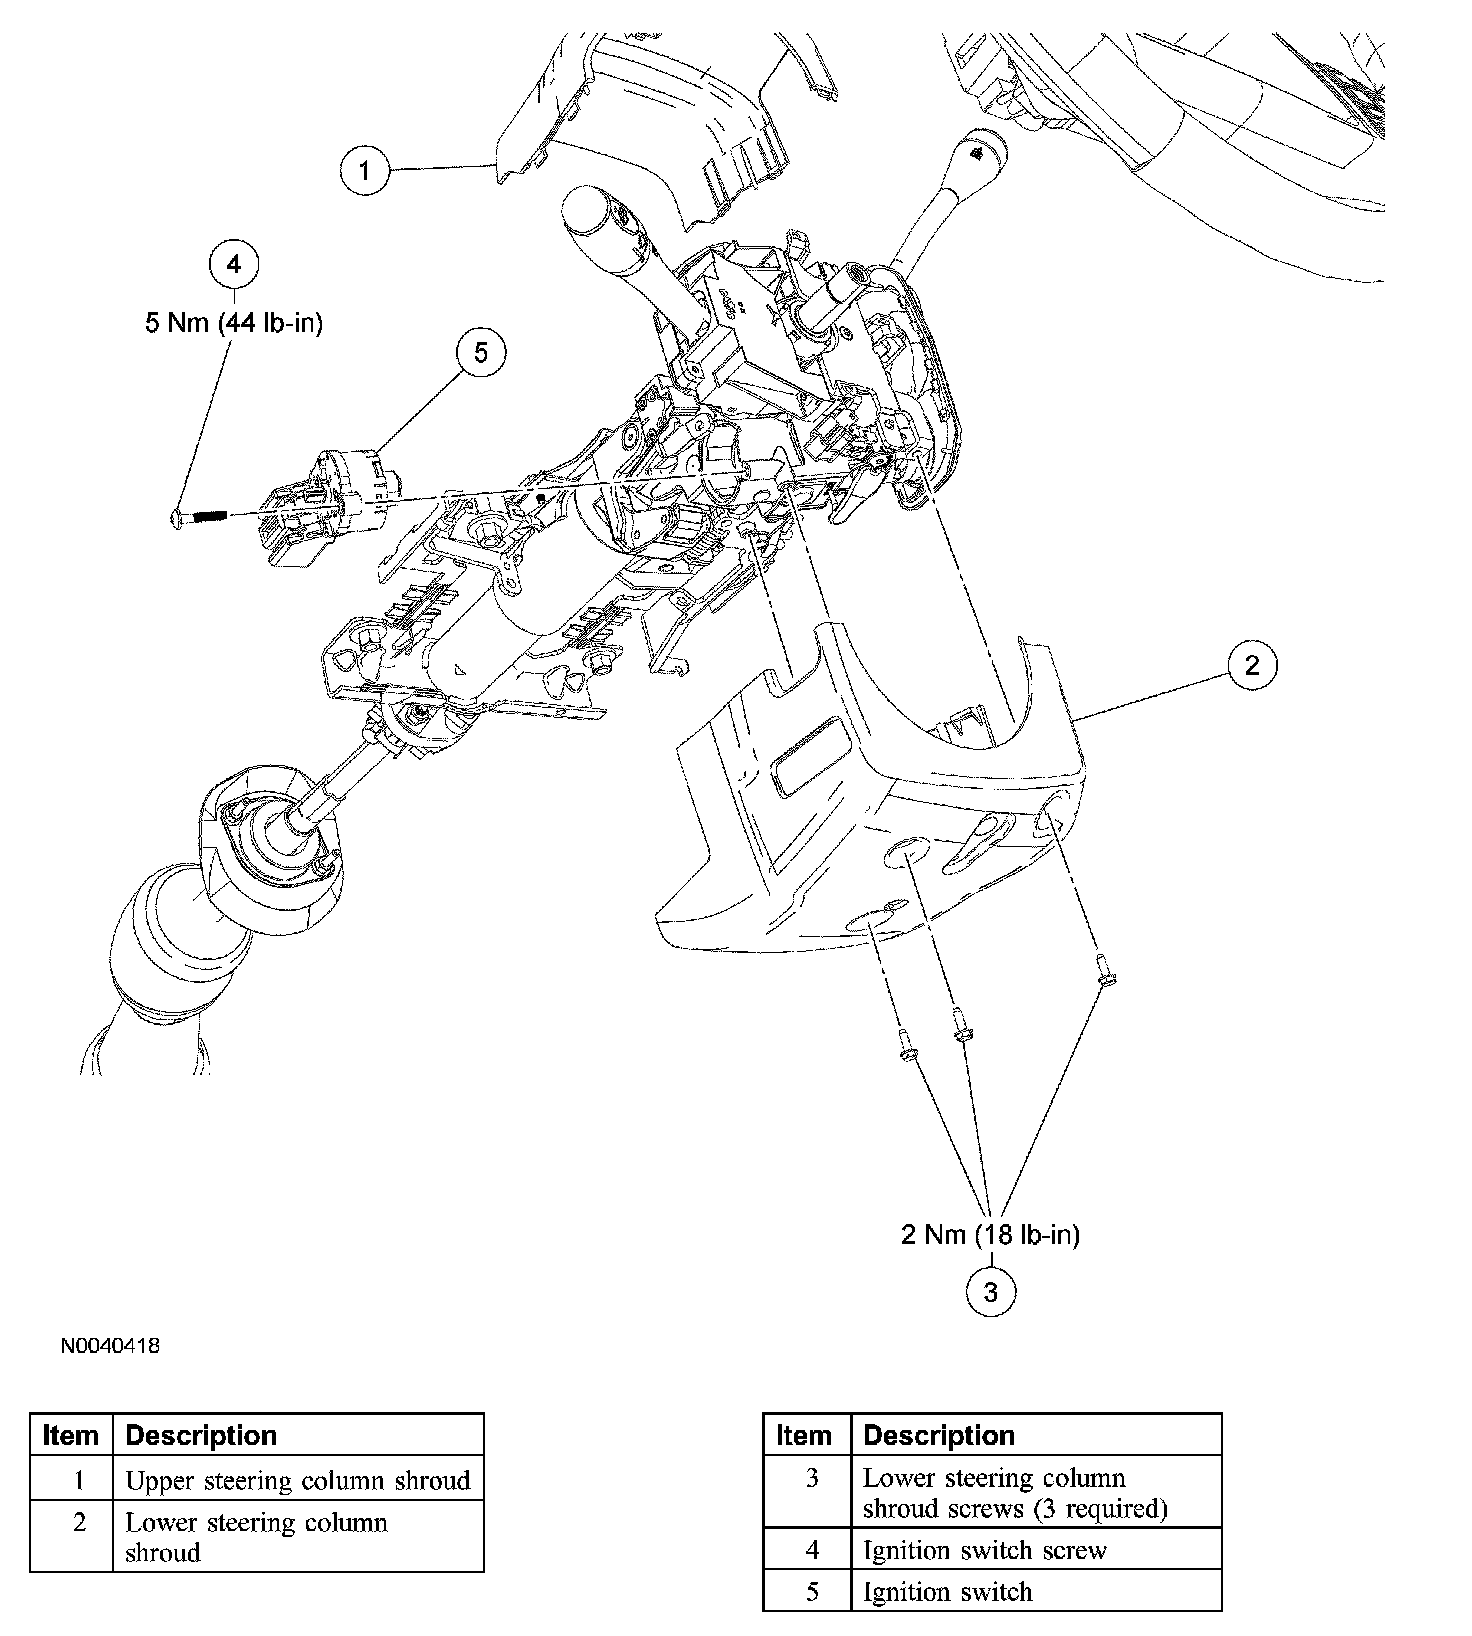 1
4
5 Nm (44 lb-in)
5
2
2 Nm (18 lb-in)
3
N0040418
Item Description
1 Upper steering column shroud
2 Lower steering column
shroud
Item Description
3 Lower steering column
shroud screws (3 required)
4 Ignition switch screw
5 Ignition switch